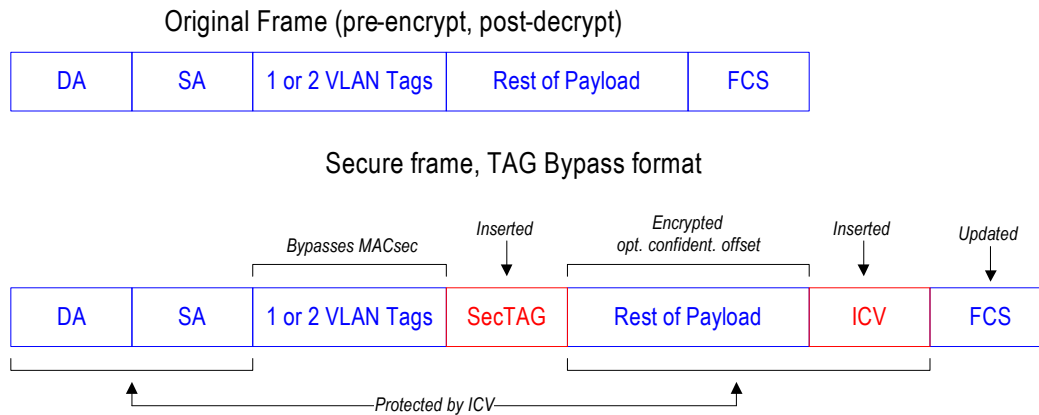 Original Frame (pre-encrypt, post-decrypt)
DA SA 1 or 2 VLAN Tags Rest of Payload FCS
Secure frame, TAG Bypass format
Bypasses MACsec Inserted Encrypted opt. confident. offset Inserted Updated
DA SA 1 or 2 VLAN Tags SecTAG Rest of Payload ICV FCS
Protected by ICV